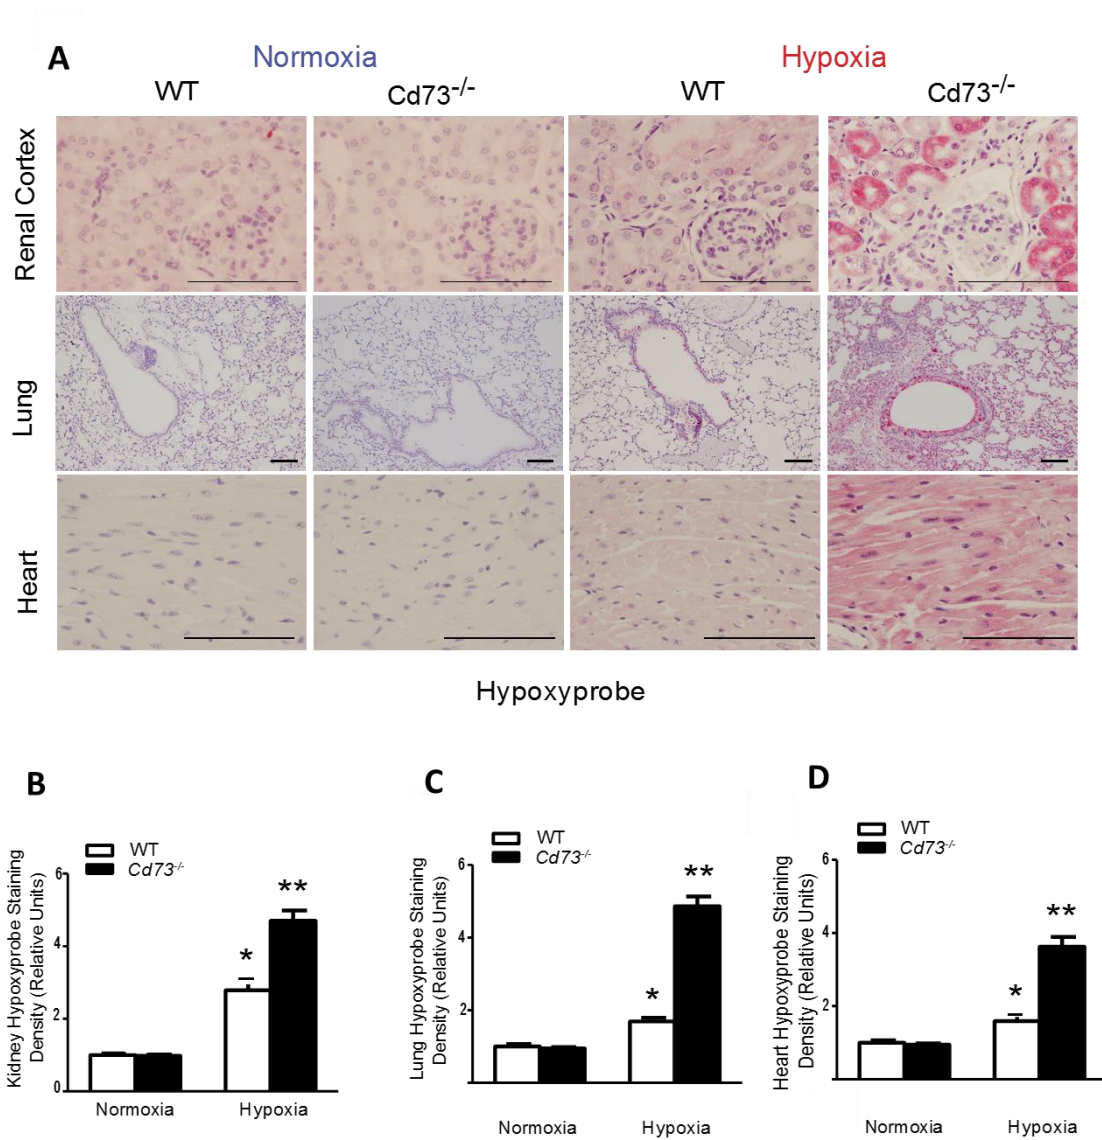 A
Normoxia
Hypoxia
WT
Cd73-/-
WT
Cd73-/-
Renal Cortex
Lung
Heart
Hypoxyprobe
B
WT
Cd73-/-
Kidney Hypoxyprobe Staining
Density (Relative Units)
6
4
2
0
*
**
Normoxia
Hypoxia
C
WT
Cd73-/-
Lung Hypoxyprobe Staining
Density (Relative Units)
6
4
2
*
**
Normoxia
Hypoxia
D
WT
Cd73-/-
Heart Hypoxyprobe Staining
Density (Relative Units)
6
4
2
*
**
Normoxia
Hypoxia